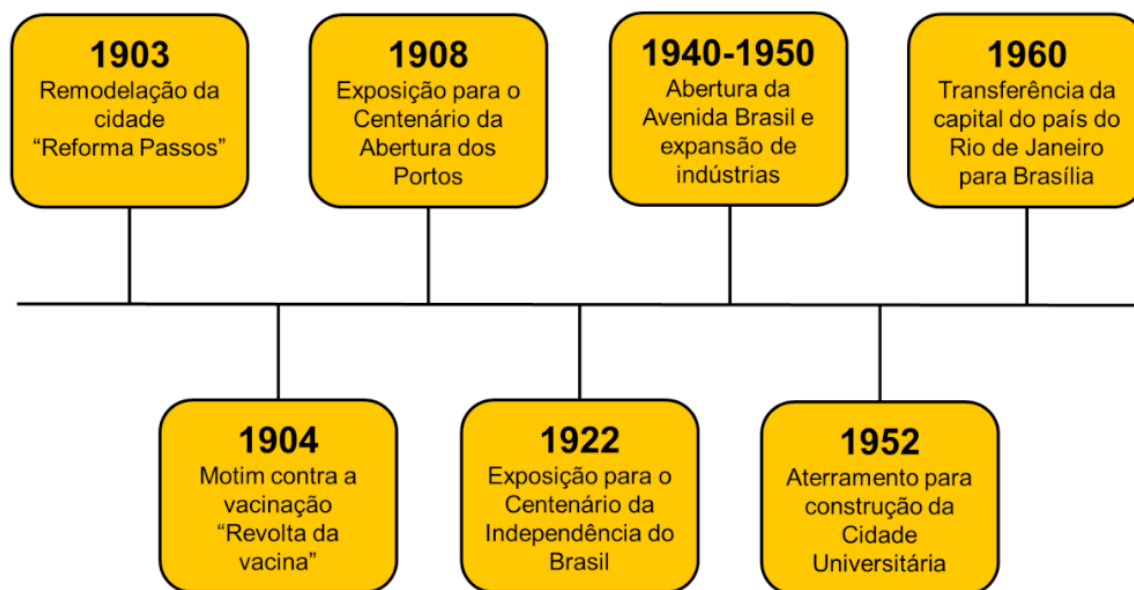 1903
Remodelação da
cidade
“Reforma Passos”
1908
Exposição para o
Centenário da
Abertura dos
Portos
1940-1950
Abertura da
Avenida Brasil e
expansão de
indústrias
1960
Transferência da
capital do país do
Rio de Janeiro
para Brasília
1904
Motim contra a
vacinação
“Revolta da
vacina”
1922
Exposição para o
Centenário da
Independência do
Brasil
1952
Aterramento para
construção da
Cidade
Universitária